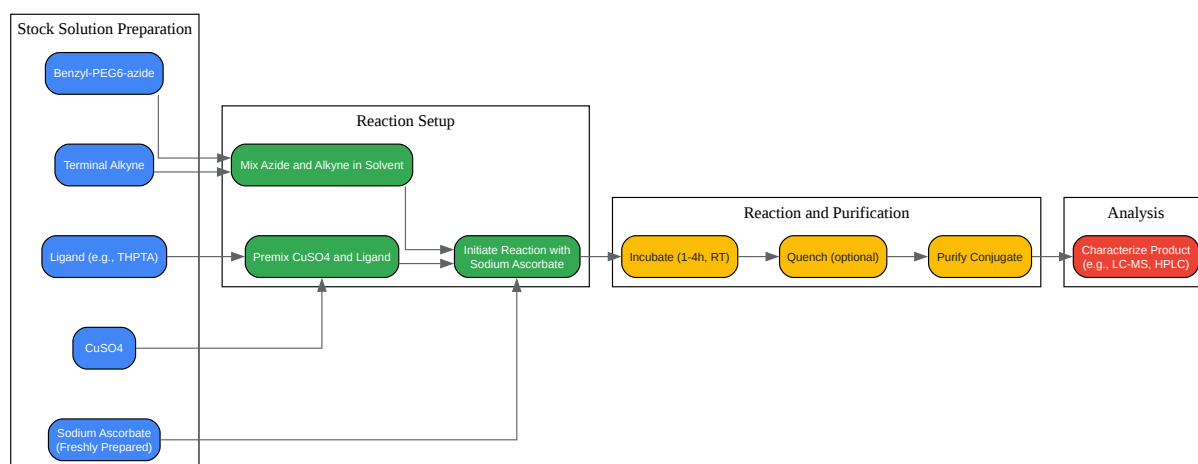 Stock Solution Preparation
Benzyl-PEG6-azide
Terminal Alkyne
Ligand (e.g., THPTA)
CuSO4
Sodium Ascorbate
(Freshly Prepared)
Reaction Setup
Mix Azide and Alkyne in Solvent
Premix CuSO4 and Ligand
Initiate Reaction with
Sodium Ascorbate
Reaction and Purification
Incubate (1-4h, RT)
Quench (optional)
Purify Conjugate
Analysis
Characterize Product
(e.g., LC-MS, HPLC)